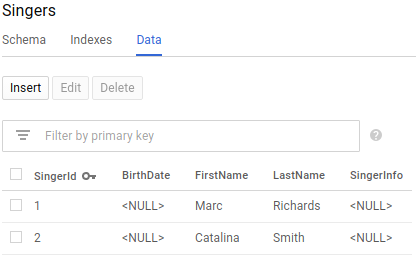 Singers
Schema Indexes Data
Insert Edit Delete
Filter by primary key ?
SingerId BirthDate FirstName LastName SingerInfo
1 <NULL> Marc Richards <NULL>
2 <NULL> Catalina Smith <NULL>